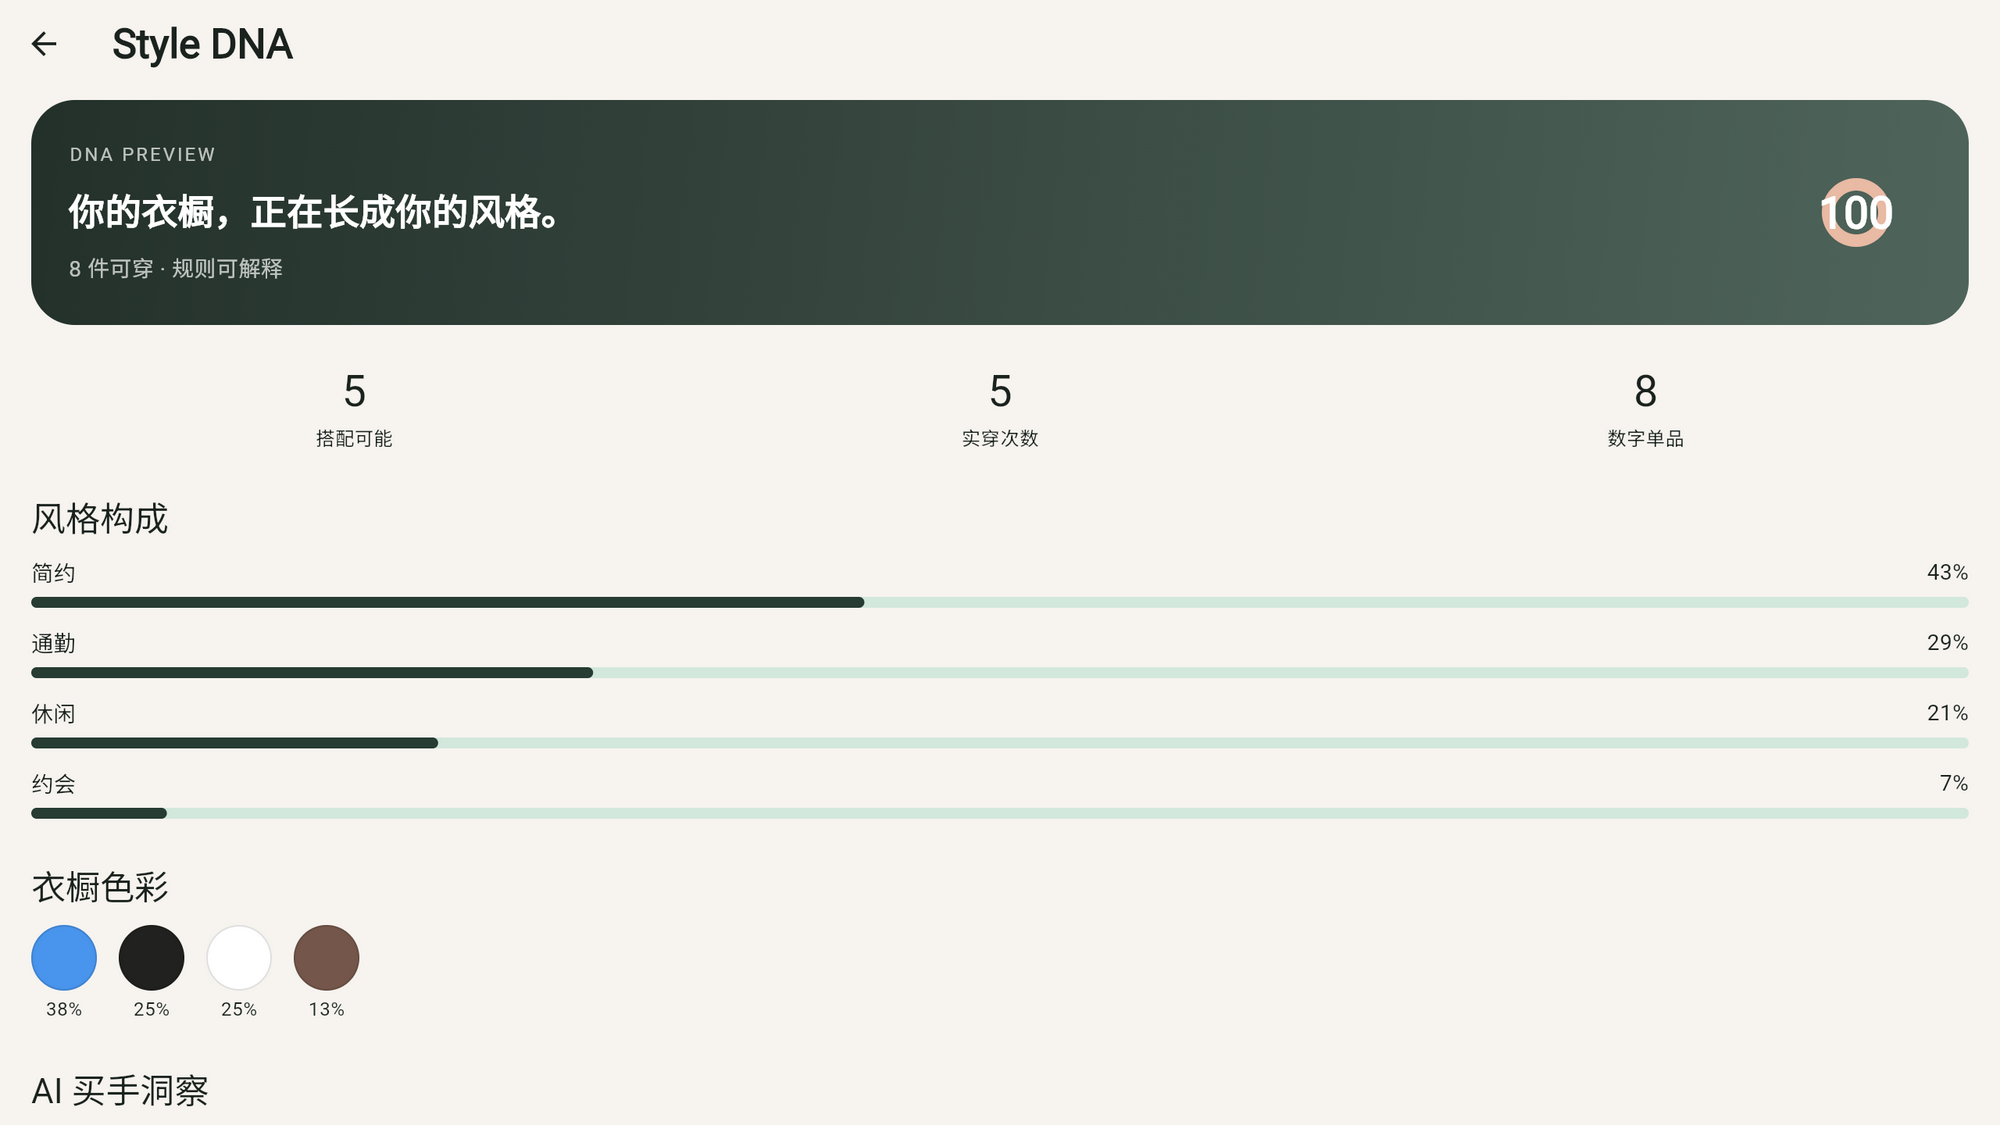 Style DNA
DNA PREVIEW
你的衣橱，正在长成你的风格。
8 件可穿 · 规则可解释
100
5
搭配可能
5
实穿次数
8
数字单品
风格构成
简约
43%
通勤
29%
休闲
21%
约会
7%
衣橱色彩
38%
25%
25%
13%
AI 买手洞察